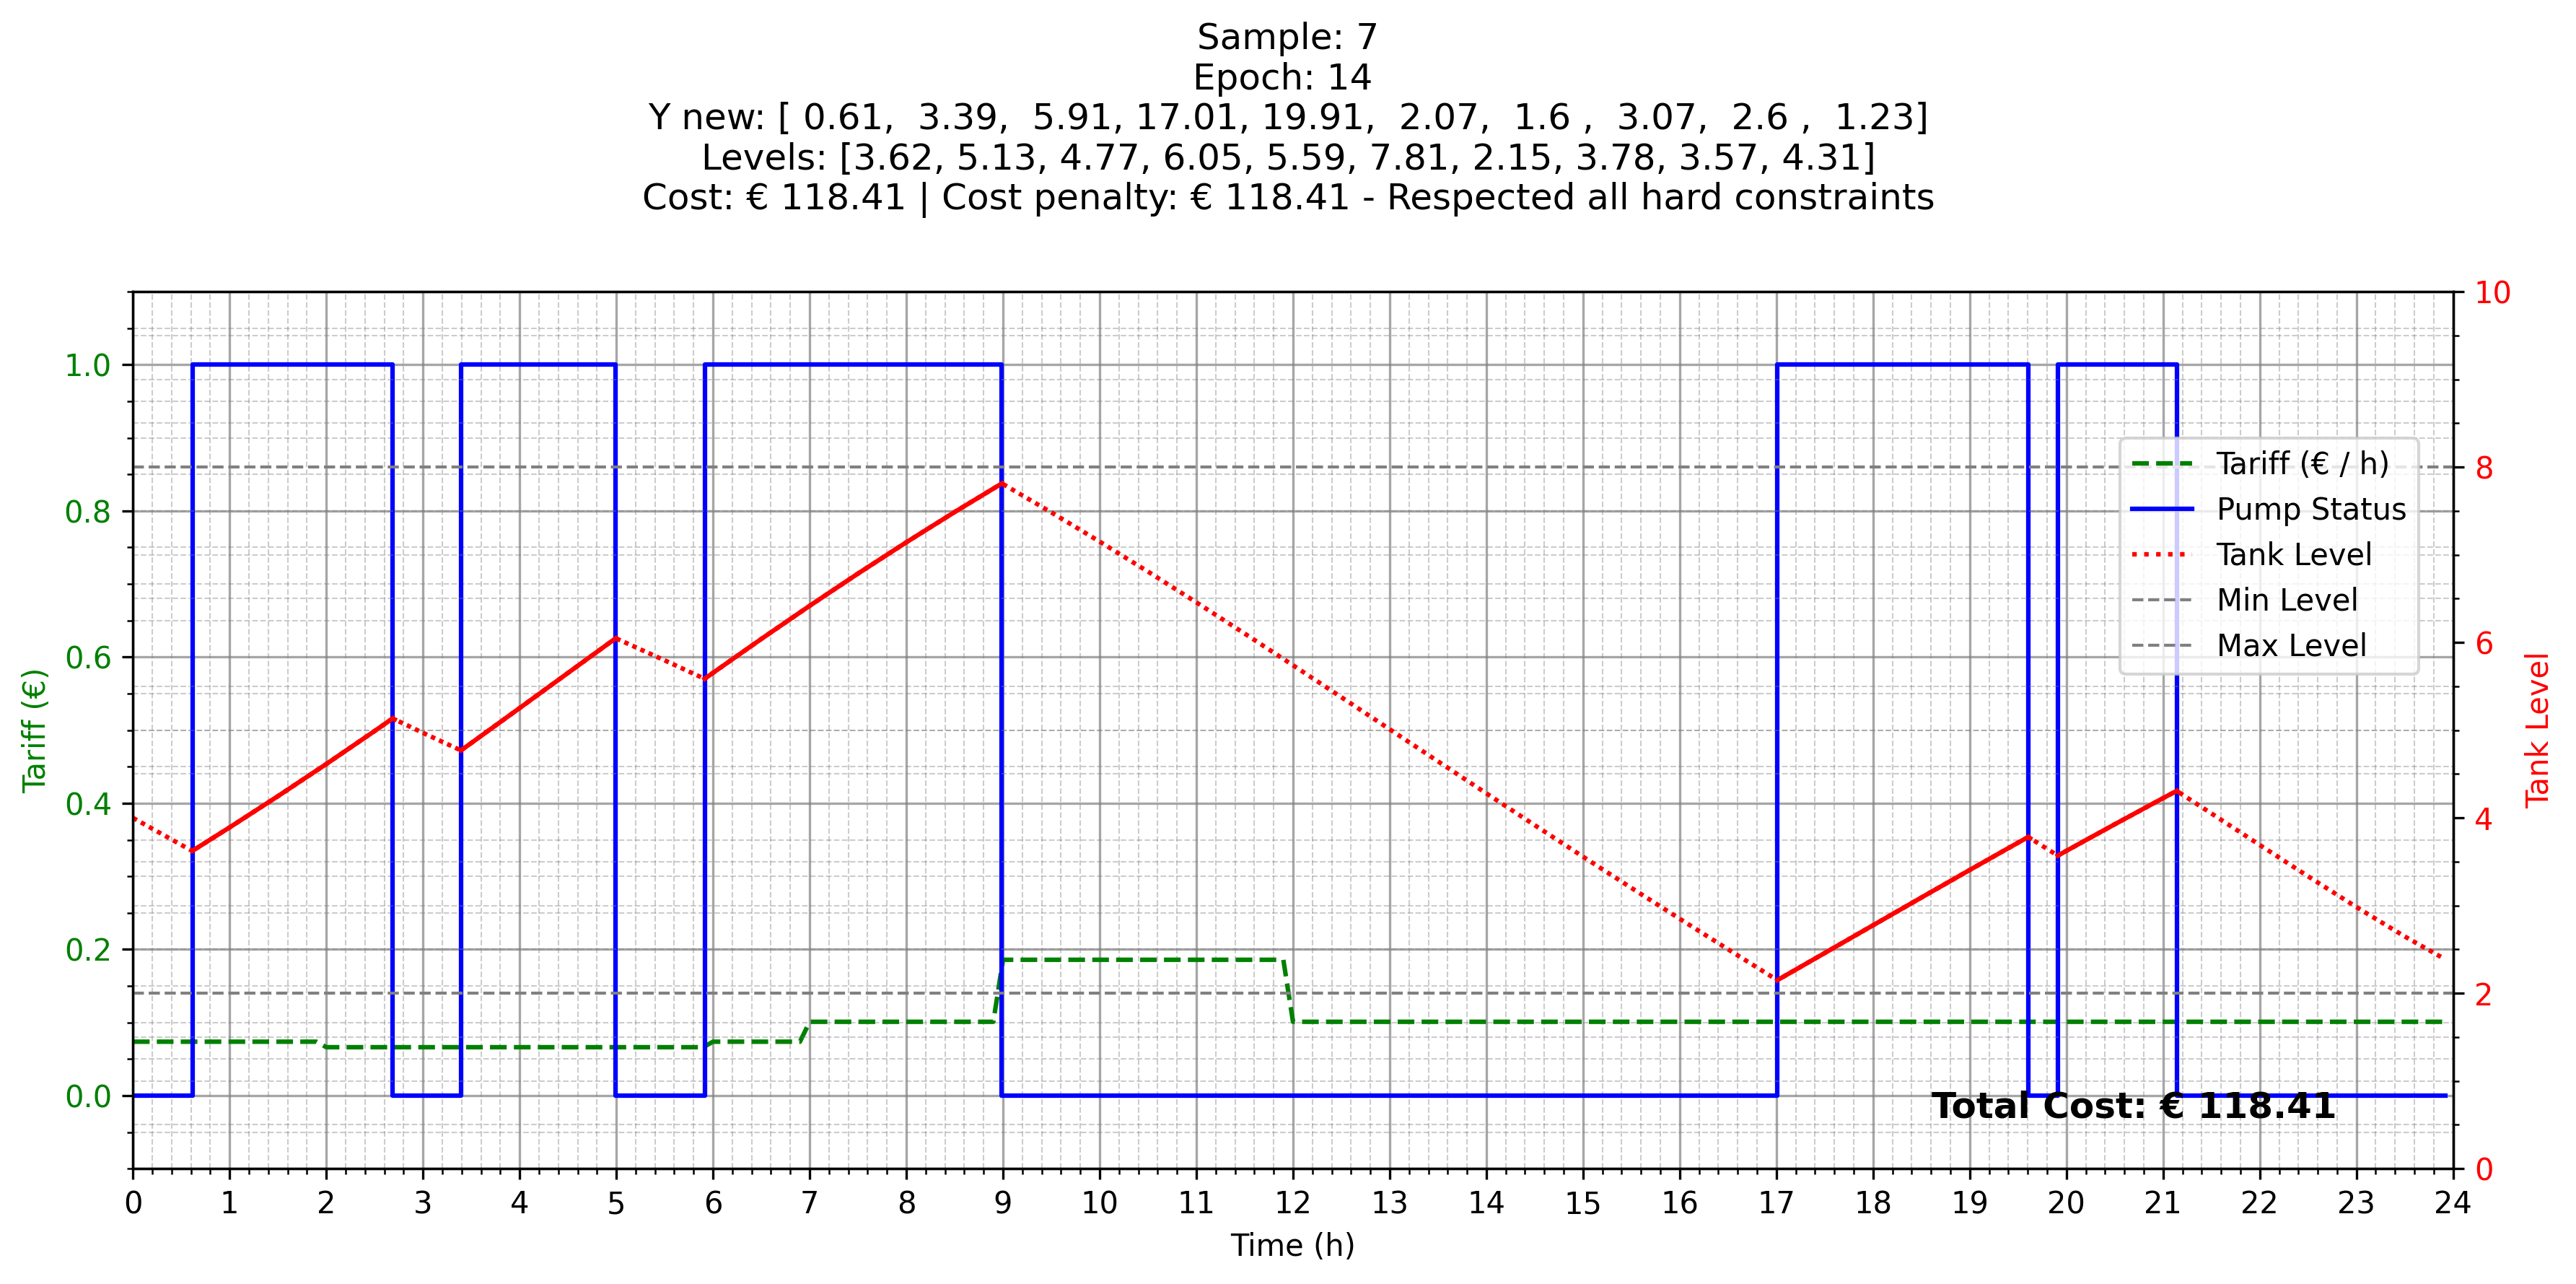 Sample: 7
Epoch: 14
Y new: [ 0.61,  3.39,  5.91, 17.01, 19.91,  2.07,  1.6 ,  3.07,  2.6 ,  1.23]
Levels: [3.62, 5.13, 4.77, 6.05, 5.59, 7.81, 2.15, 3.78, 3.57, 4.31]
Cost: € 118.41 | Cost penalty: € 118.41 - Respected all hard constraints
Tariff (€)
1.0
0.8
0.6
0.4
0.2
0.0
10
8
6
4
2
0
Tank Level
Tariff (€ / h)
Pump Status
Tank Level
Min Level
Max Level
Total Cost: € 118.41
0 1 2 3 4 5 6 7 8 9 10 11 12 13 14 15 16 17 18 19 20 21 22 23 24
Time (h)